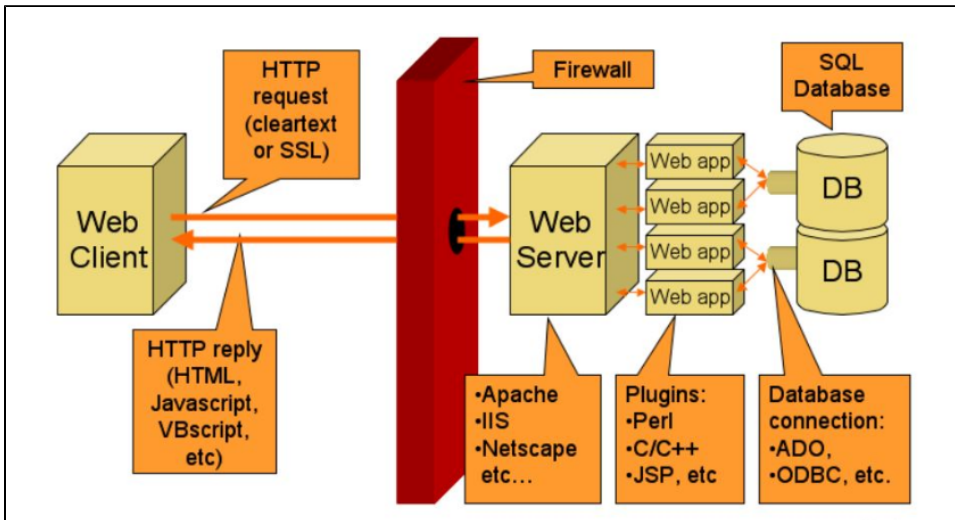 HTTP
request
(cleartext
or SSL)
Firewall
SQL
Database
Web
Client
Web
Server
Web app
Web app
Web app
Web app
DB
DB
HTTP reply
(HTML,
Javascript,
VBscript,
etc)
•Apache
•IIS
•Netscape
etc…
Plugins:
•Perl
•C/C++
•JSP, etc
Database
connection:
•ADO,
•ODBC, etc.